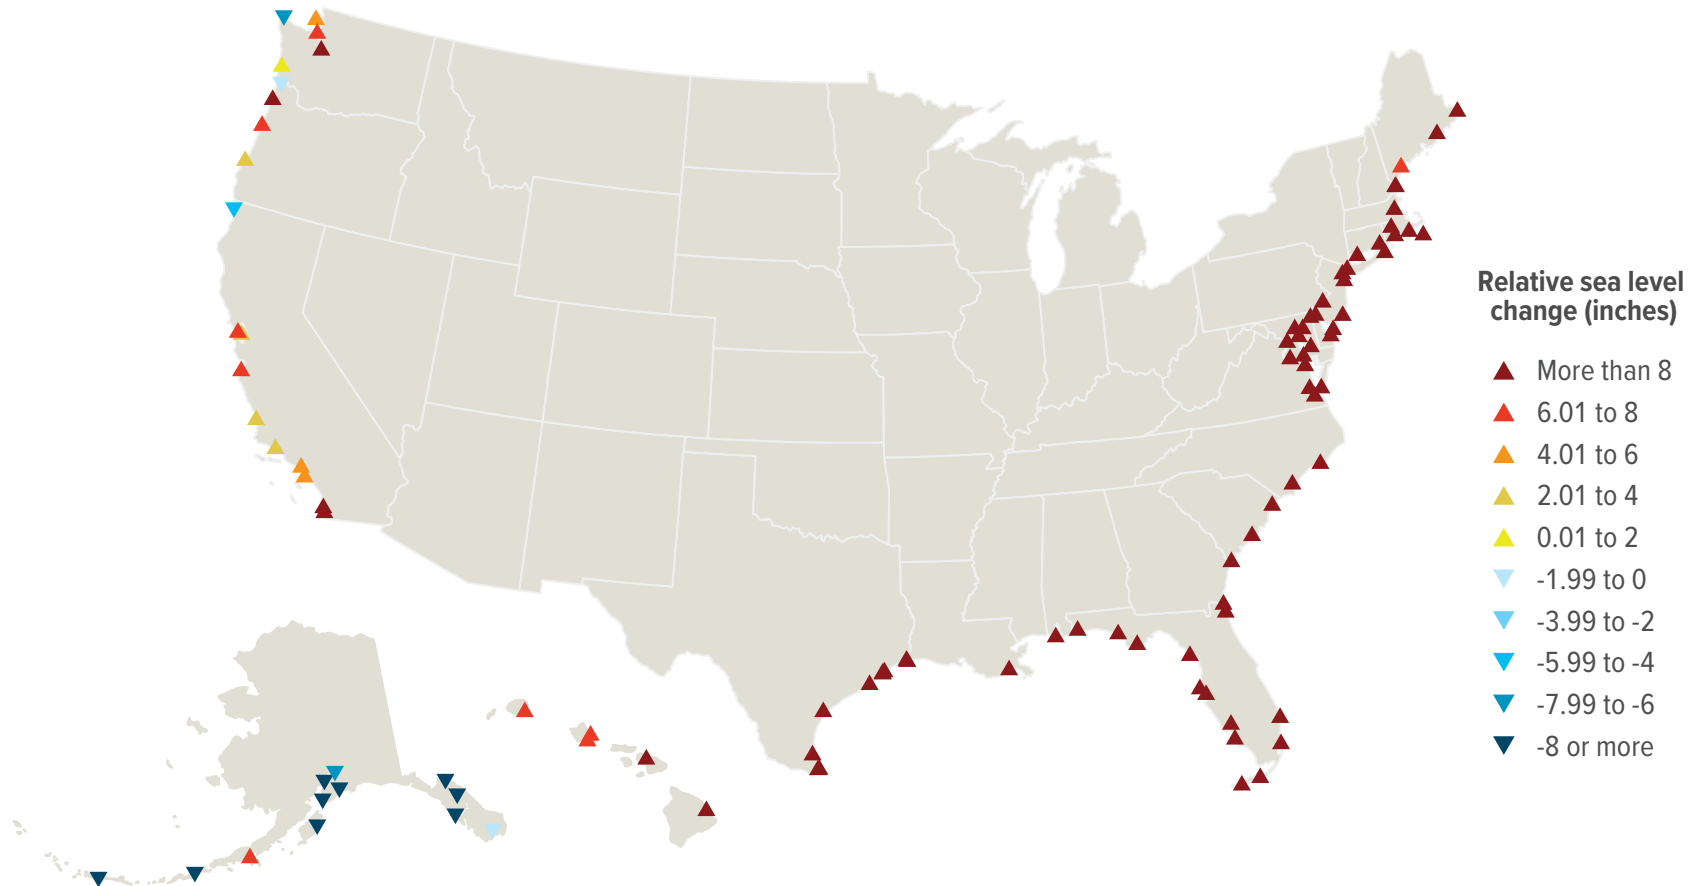 Relative sea level
change (inches)
More than 8
6.01 to 8
4.01 to 6
2.01 to 4
0.01 to 2
-1.99 to 0
-3.99 to -2
-5.99 to -4
-7.99 to -6
-8 or more